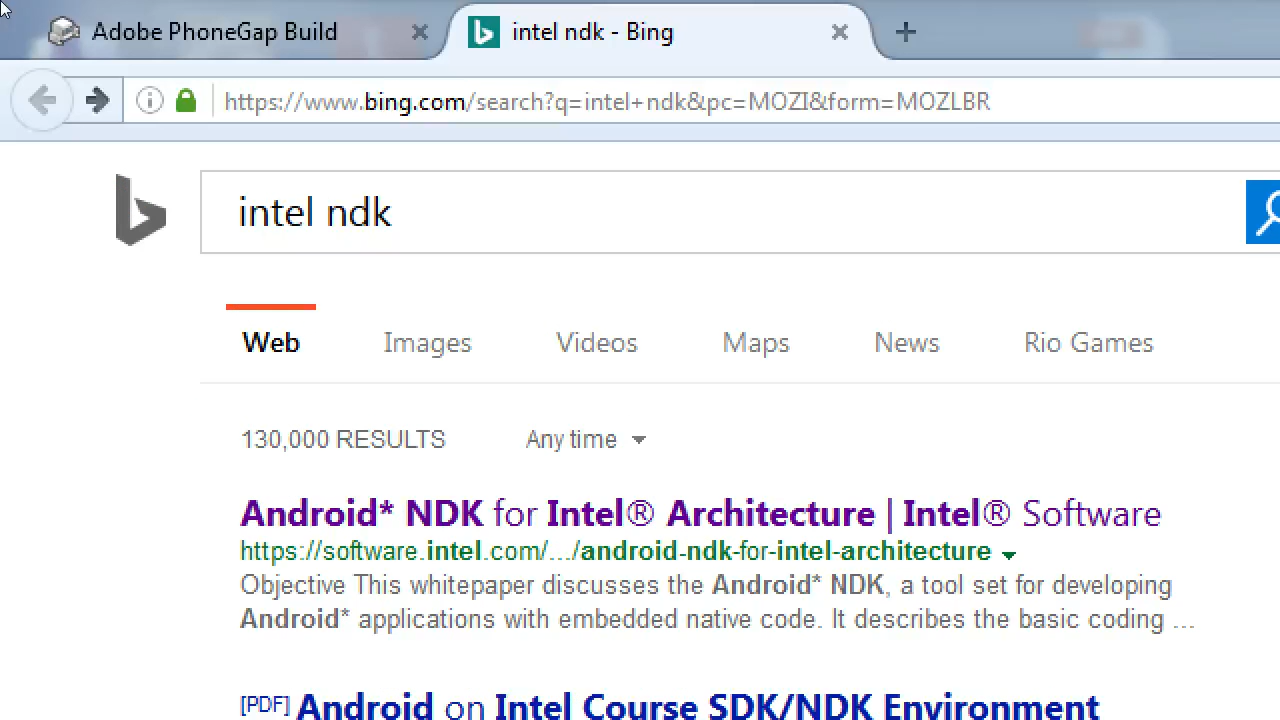 Adobe PhoneGap Build
intel ndk - Bing
https://www.bing.com/search?q=intel+ndk&pc=MOZI&form=MOZLBR
intel ndk
Web Images Videos Maps News Rio Games
130,000 RESULTS Any time
Android* NDK for Intel® Architecture | Intel® Software
https://software.intel.com/.../android-ndk-for-intel-architecture
Objective This whitepaper discusses the Android* NDK, a tool set for developing
Android* applications with embedded native code. It describes the basic coding ...
[PDF] Android on Intel Course SDK/NDK Environment